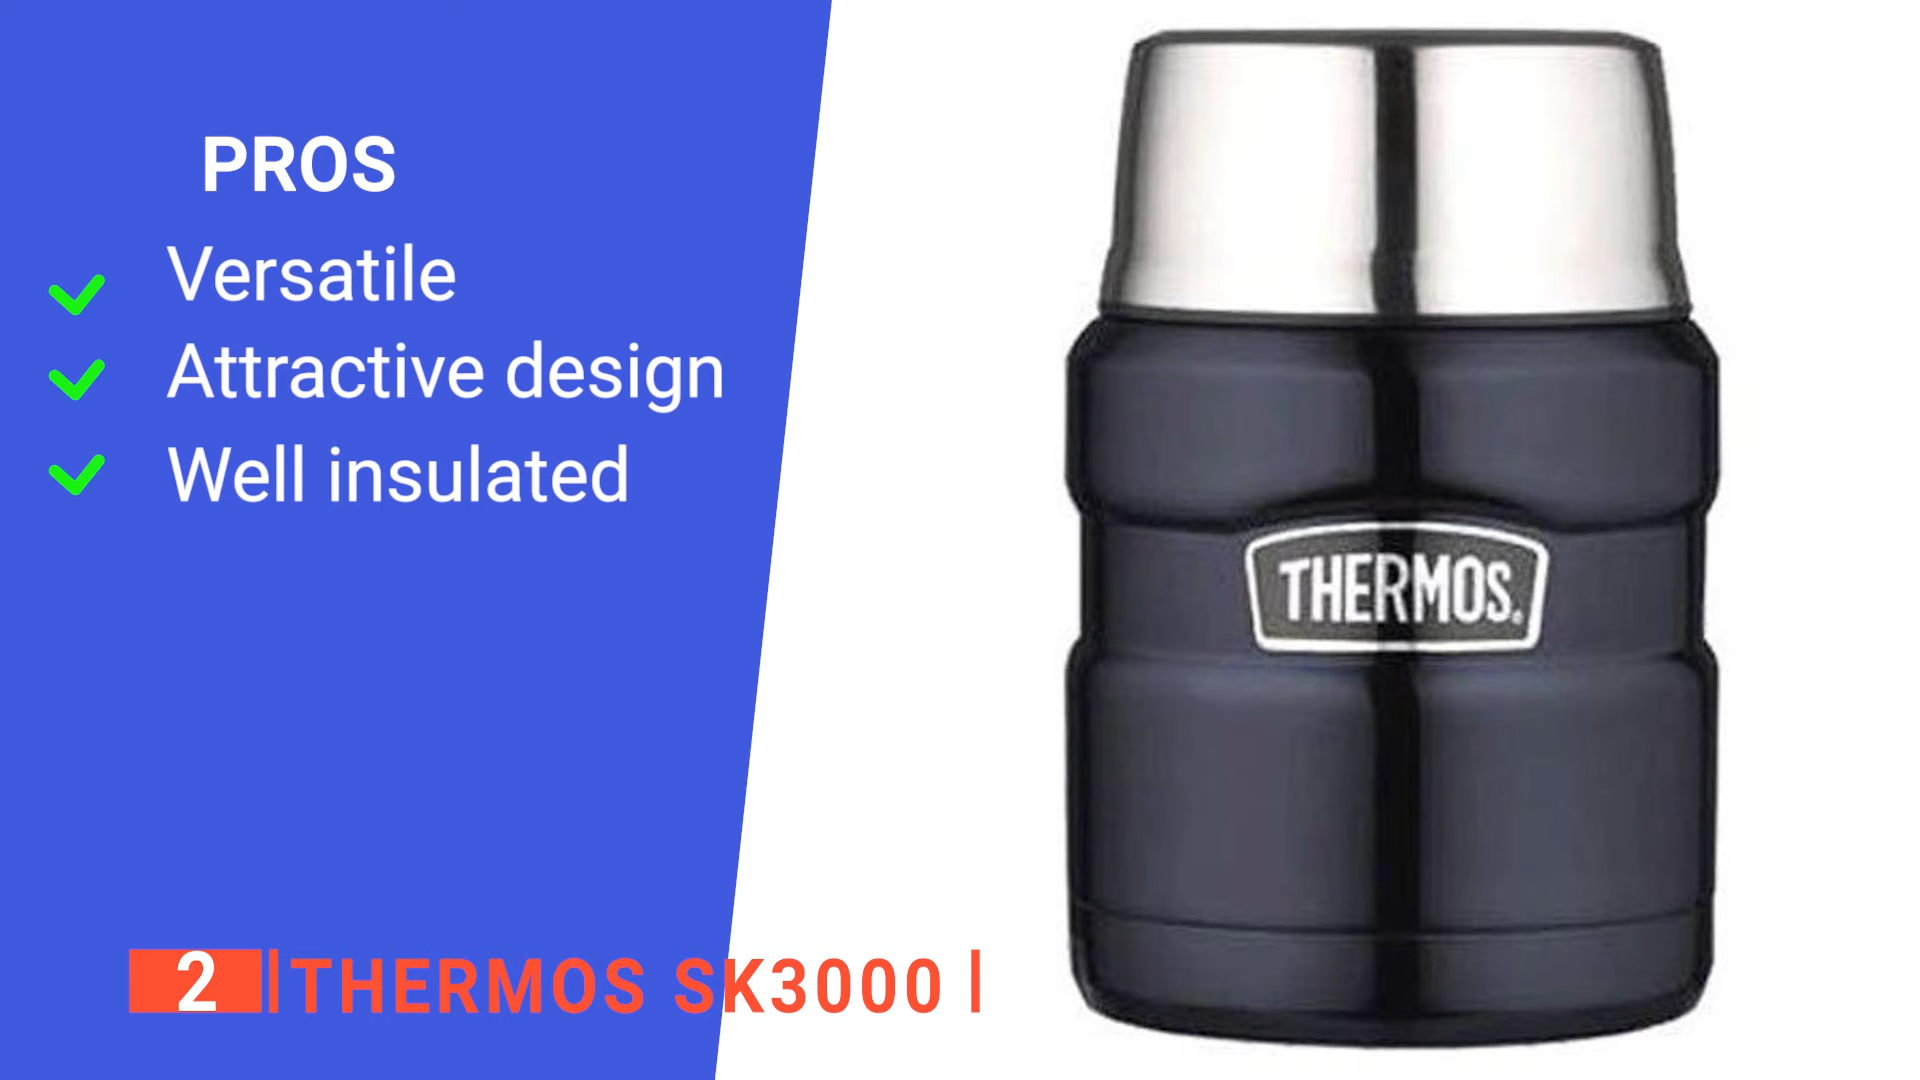 PROS
Versatile
Attractive design
Well insulated
THERMOS®
2 THERMOS SK3000